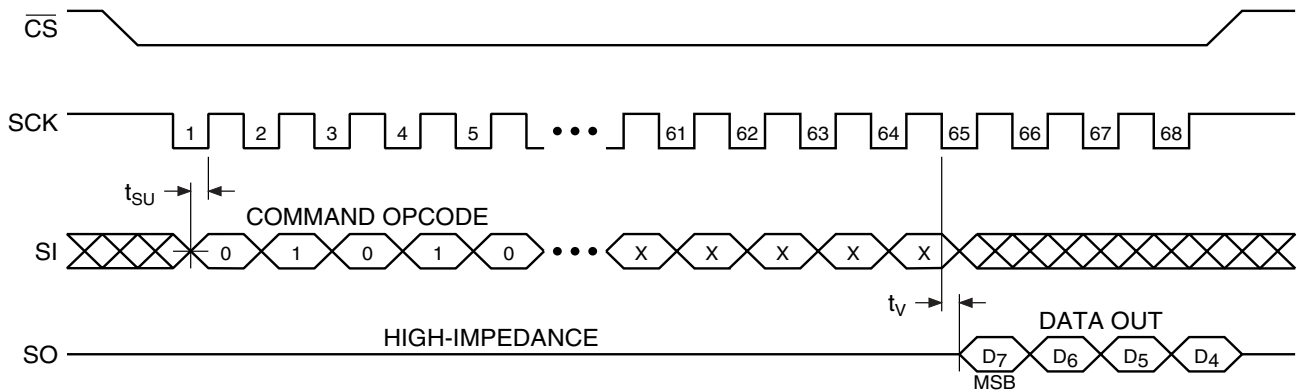 CS
SCK 1 2 3 4 5 ••• 61 62 63 64 65 66 67 68
tSU
COMMAND OPCODE
SI 0 1 0 1 0 ••• X X X X X
tV
HIGH-IMPEDANCE DATA OUT
SO D7 D6 D5 D4
MSB